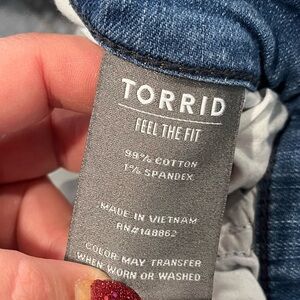 TORRID
FEEL THE FIT
99% COTTON
1% SPANDEX
MADE IN VIETNAM
RN#148862
COLOR MAY TRANSFER
WHEN WORN OR WASHED